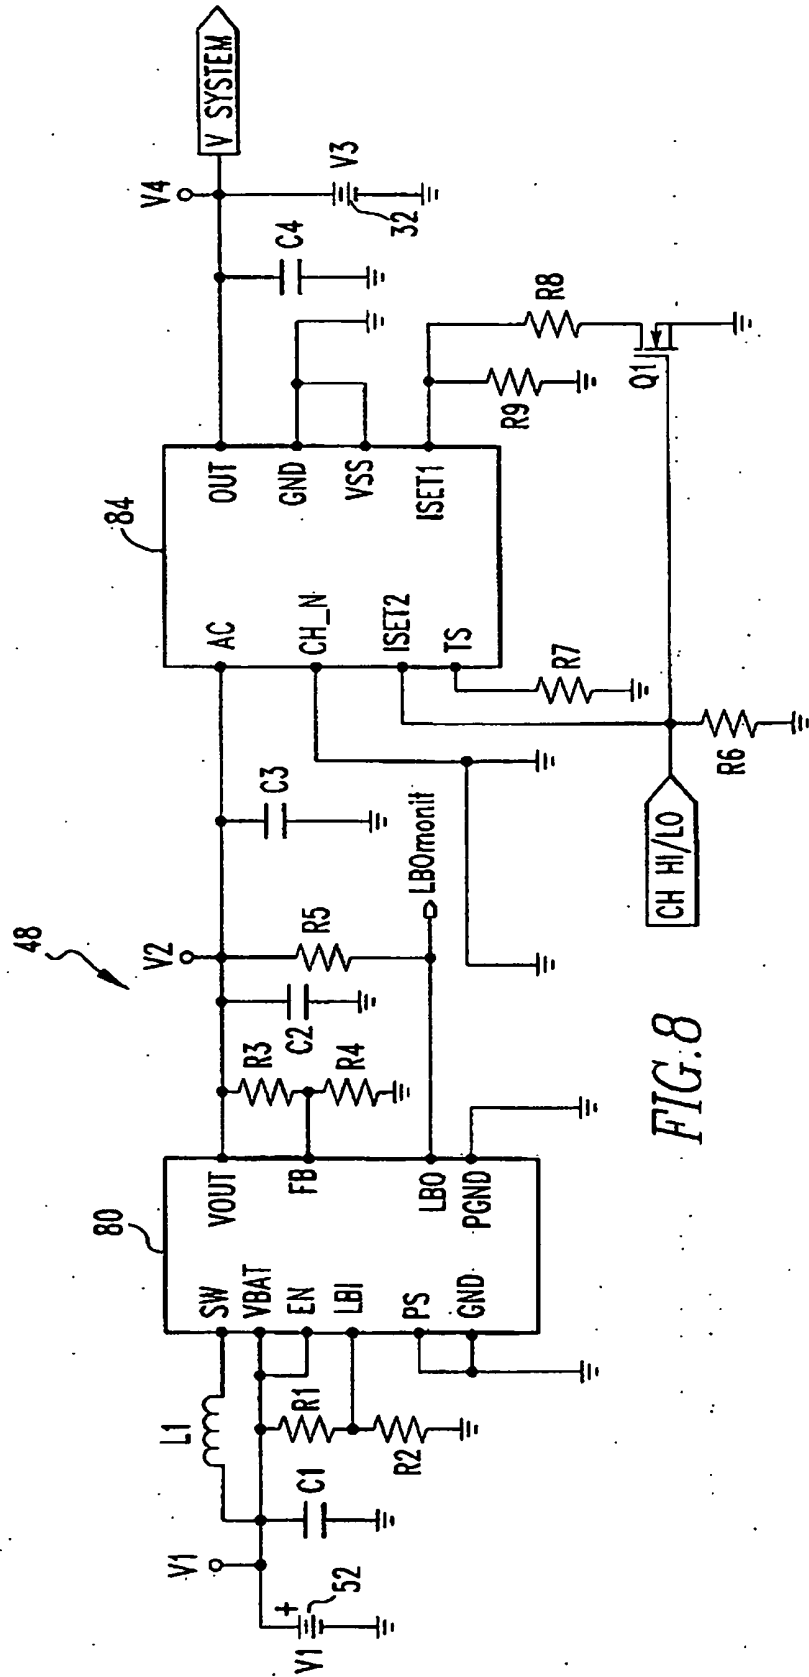 48
V1
V1
+
52
C1
L1
R1
R2
80
SW
VBAT
EN
LBI
PS
GND
VOUT
FB
LBO
PGND
R3
R4
C2
V2
R5
LBOmonit
C3
84
AC
CH_N
ISET2
TS
OUT
GND
VSS
ISET1
R7
R6
CH HI/LO
R9
R8
Q1
C4
V4
V3
32
V SYSTEM
FIG.8